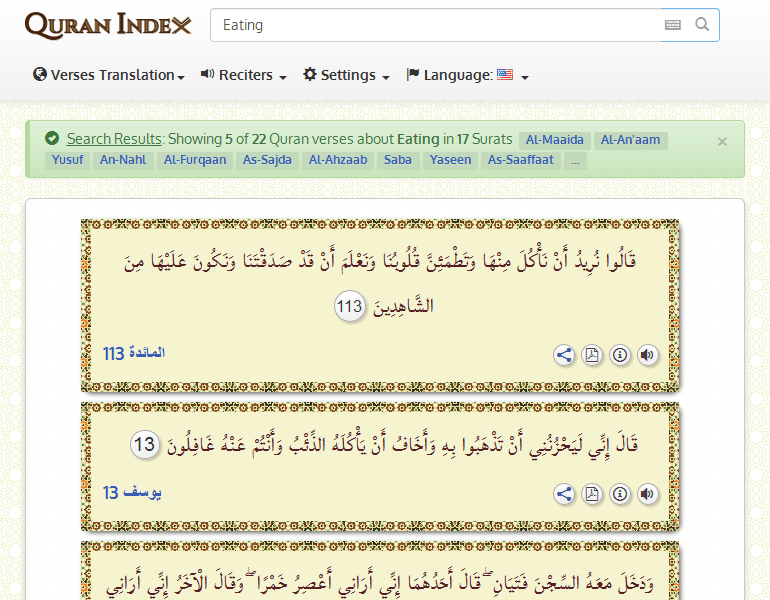 QURAN INDEX
Eating
Verses Translation
Reciters
Settings
Language:
Search Results: Showing 5 of 22 Quran verses about Eating in 17 Surats Al-Maaida Al-An'aam
Yusuf An-Nahl Al-Furqaan As-Sajda Al-Ahzaab Saba Yaseen As-Saaffaat ...
×
قَالُوا نُرِيدُ أَنْ نَأْكُلَ مِنْهَا وَتَطْمَئِنَّ قُلُوبُنَا وَنَعْلَمَ أَنْ قَدْ صَدَقْتَنَا وَنَكُونَ عَلَيْهَا مِنَ
الشَّاهِدِينَ 113
المائدة 113
قَالَ إِنِّي لَيَحْزُنُنِي أَنْ تَذْهَبُوا بِهِ وَأَخَافُ أَنْ يَأْكُلَهُ الذِّئْبُ وَأَنْتُمْ عَنْهُ غَافِلُونَ 13
يوسف 13
وَدَخَلَ مَعَهُ السِّجْنَ فَتَيَانِ ۖ قَالَ أَحَدُهُمَا إِنِّي أَرَانِي أَعْصِرُ خَمْرًا ۖ وَقَالَ الْآخَرُ إِنِّي أَرَانِي